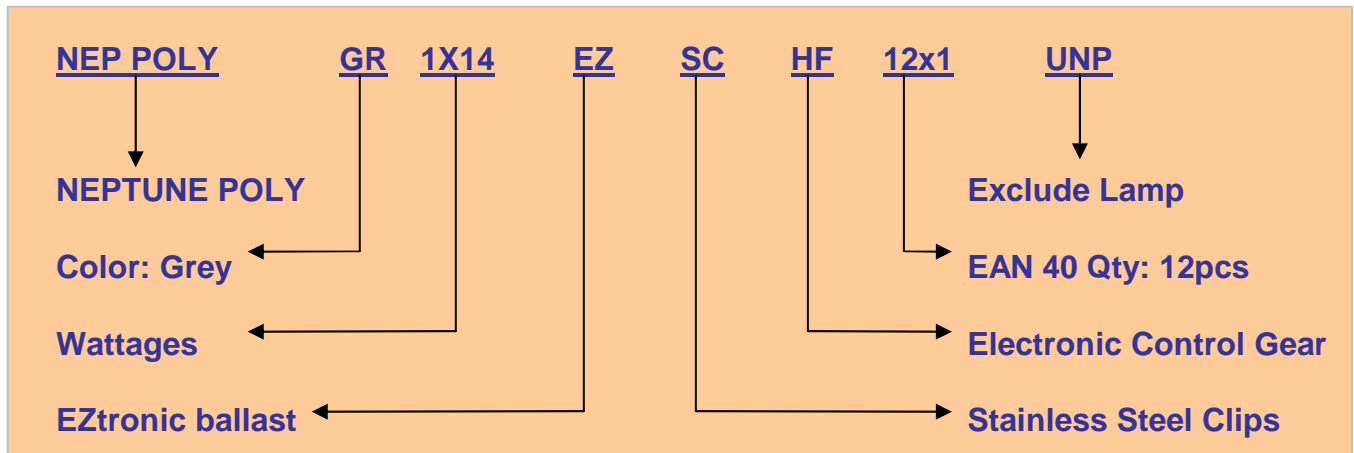 NEP POLY GR 1X14 EZ SC HF 12x1 UNP
NEPTUNE POLY Exclude Lamp
Color: Grey EAN 40 Qty: 12pcs
Wattages Electronic Control Gear
EZtronic ballast Stainless Steel Clips